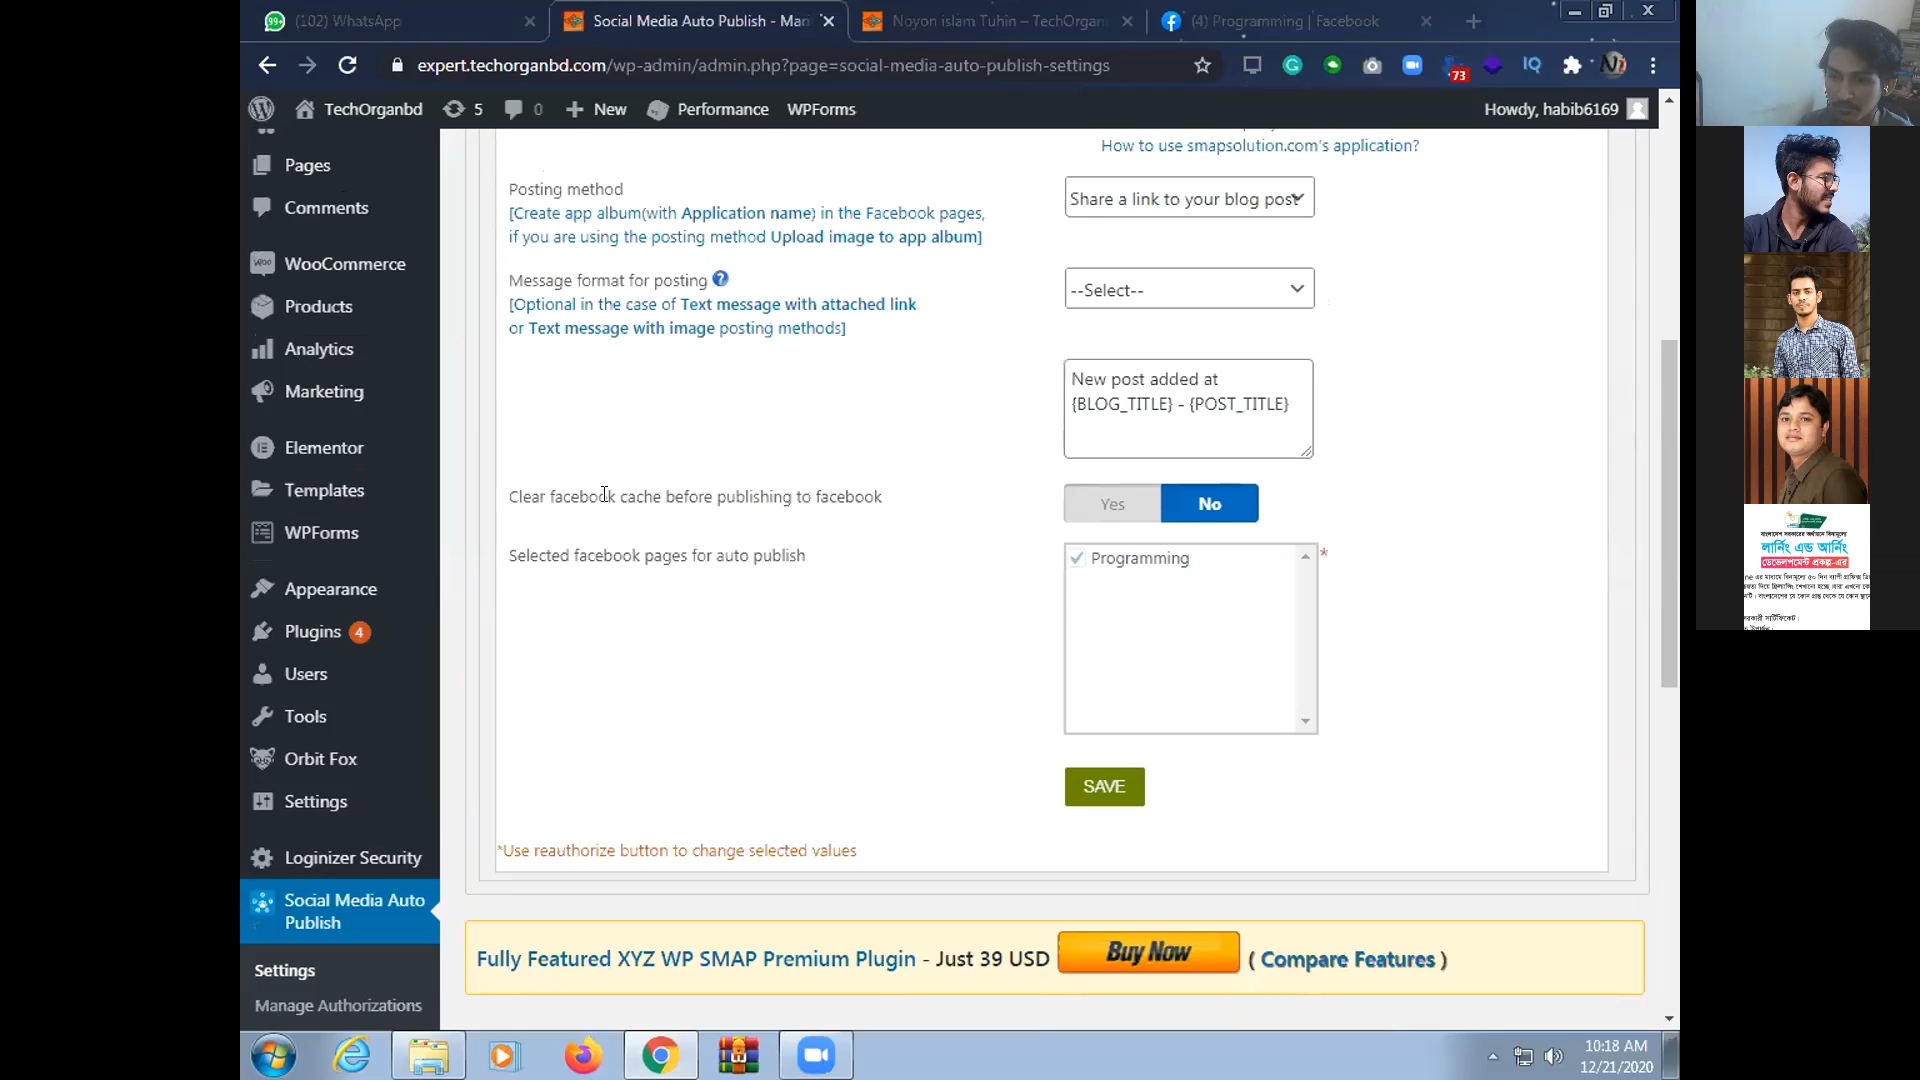 (102) WhatsApp
Social Media Auto Publish - Man
Noyon islam Tuhin – TechOrgan
(4) Programming | Facebook
expert.techorganbd.com/wp-admin/admin.php?page=social-media-auto-publish-settings
73
IQ
TechOrganbd
5
0
New
Performance
WPForms
Howdy, habib6169
Pages
Comments
WooCommerce
Products
Analytics
Marketing
Elementor
Templates
WPForms
Appearance
Plugins 4
Users
Tools
Orbit Fox
Settings
Loginizer Security
Social Media Auto
Publish
Settings
Manage Authorizations
How to use smapsolution.com's application?
Posting method
[Create app album(with Application name) in the Facebook pages,
if you are using the posting method Upload image to app album]
Share a link to your blog post
Message format for posting
[Optional in the case of Text message with attached link
or Text message with image posting methods]
--Select--
New post added at
{BLOG_TITLE} - {POST_TITLE}
Clear facebook cache before publishing to facebook
Yes
No
Selected facebook pages for auto publish
Programming
*
SAVE
*Use reauthorize button to change selected values
Fully Featured XYZ WP SMAP Premium Plugin - Just 39 USD
Buy Now
( Compare Features )
লার্নিং এন্ড আর্নিং
ডেভেলপমেন্ট প্রকল্প-এর
10:18 AM
12/21/2020